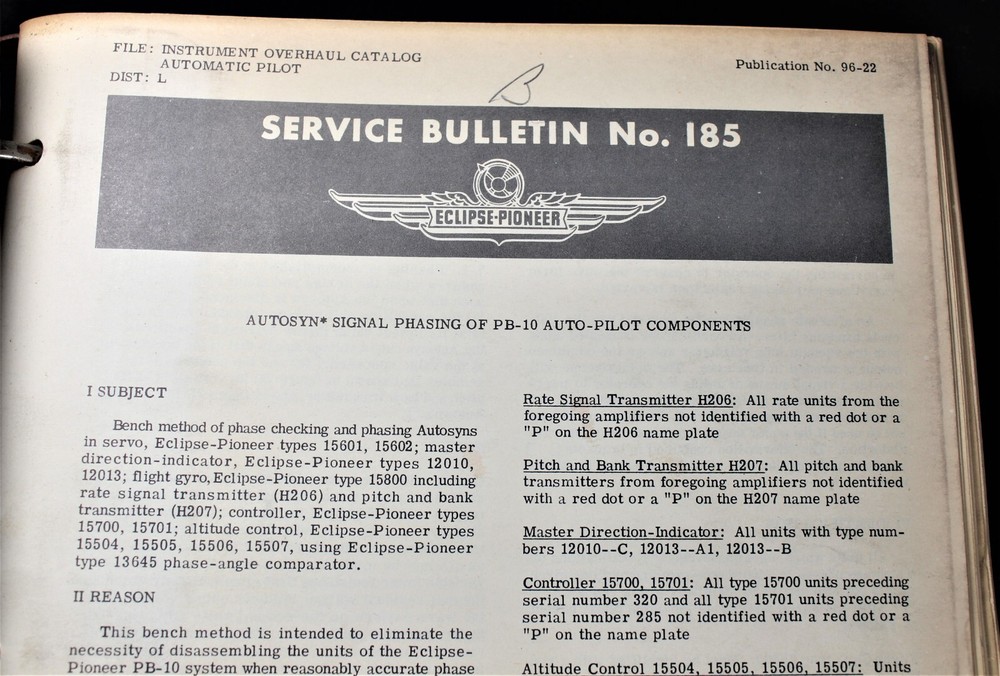 FILE: INSTRUMENT OVERHAUL CATALOG
AUTOMATIC PILOT
DIST: L
Publication No. 96-22
B
SERVICE BULLETIN No. 185
ECLIPSE-PIONEER
AUTOSYN* SIGNAL PHASING OF PB-10 AUTO-PILOT COMPONENTS
I SUBJECT
Bench method of phase checking and phasing Autosyns
in servo, Eclipse-Pioneer types 15601, 15602; master
direction-indicator, Eclipse-Pioneer types 12010,
12013; flight gyro, Eclipse-Pioneer type 15800 including
rate signal transmitter (H206) and pitch and bank
transmitter (H207); controller, Eclipse-Pioneer types
15700, 15701; altitude control, Eclipse-Pioneer types
15504, 15505, 15506, 15507, using Eclipse-Pioneer
type 13645 phase-angle comparator.
II REASON
This bench method is intended to eliminate the
necessity of disassembling the units of the Eclipse-
Pioneer PB-10 system when reasonably accurate phase
Rate Signal Transmitter H206: All rate units from the
foregoing amplifiers not identified with a red dot or a
"P" on the H206 name plate
Pitch and Bank Transmitter H207: All pitch and bank
transmitters from foregoing amplifiers not identified
with a red dot or a "P" on the H207 name plate
Master Direction-Indicator: All units with type num-
bers 12010--C, 12013--A1, 12013--B
Controller 15700, 15701: All type 15700 units preceding
serial number 320 and all type 15701 units preceding
serial number 285 not identified with a red dot or a
"P" on the name plate
Altitude Control 15504, 15505, 15506, 15507: Units